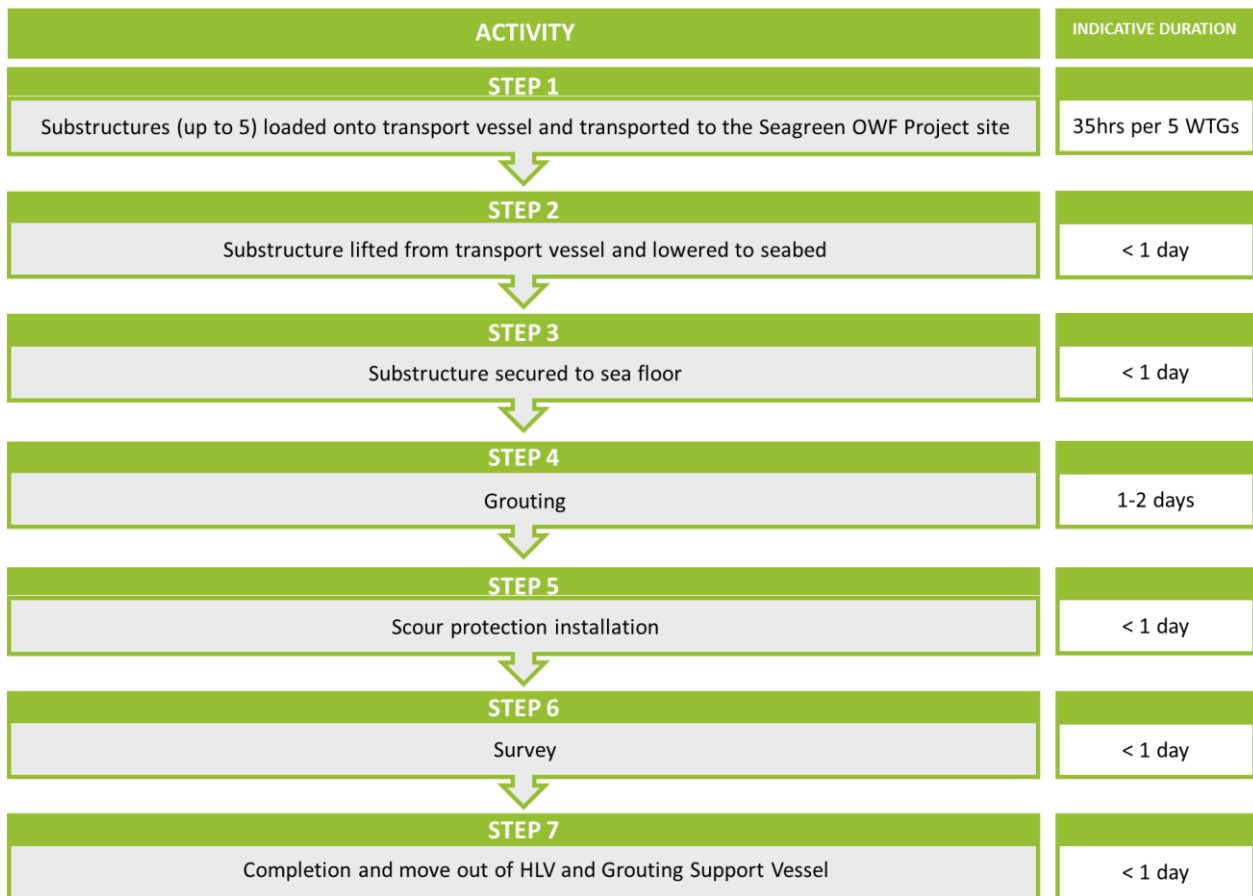 ACTIVITY
INDICATIVE DURATION
STEP 1
Substructures (up to 5) loaded onto transport vessel and transported to the Seagreen OWF Project site
35hrs per 5 WTGs
STEP 2
Substructure lifted from transport vessel and lowered to seabed
< 1 day
STEP 3
Substructure secured to sea floor
< 1 day
STEP 4
Grouting
1-2 days
STEP 5
Scour protection installation
< 1 day
STEP 6
Survey
< 1 day
STEP 7
Completion and move out of HLV and Grouting Support Vessel
< 1 day